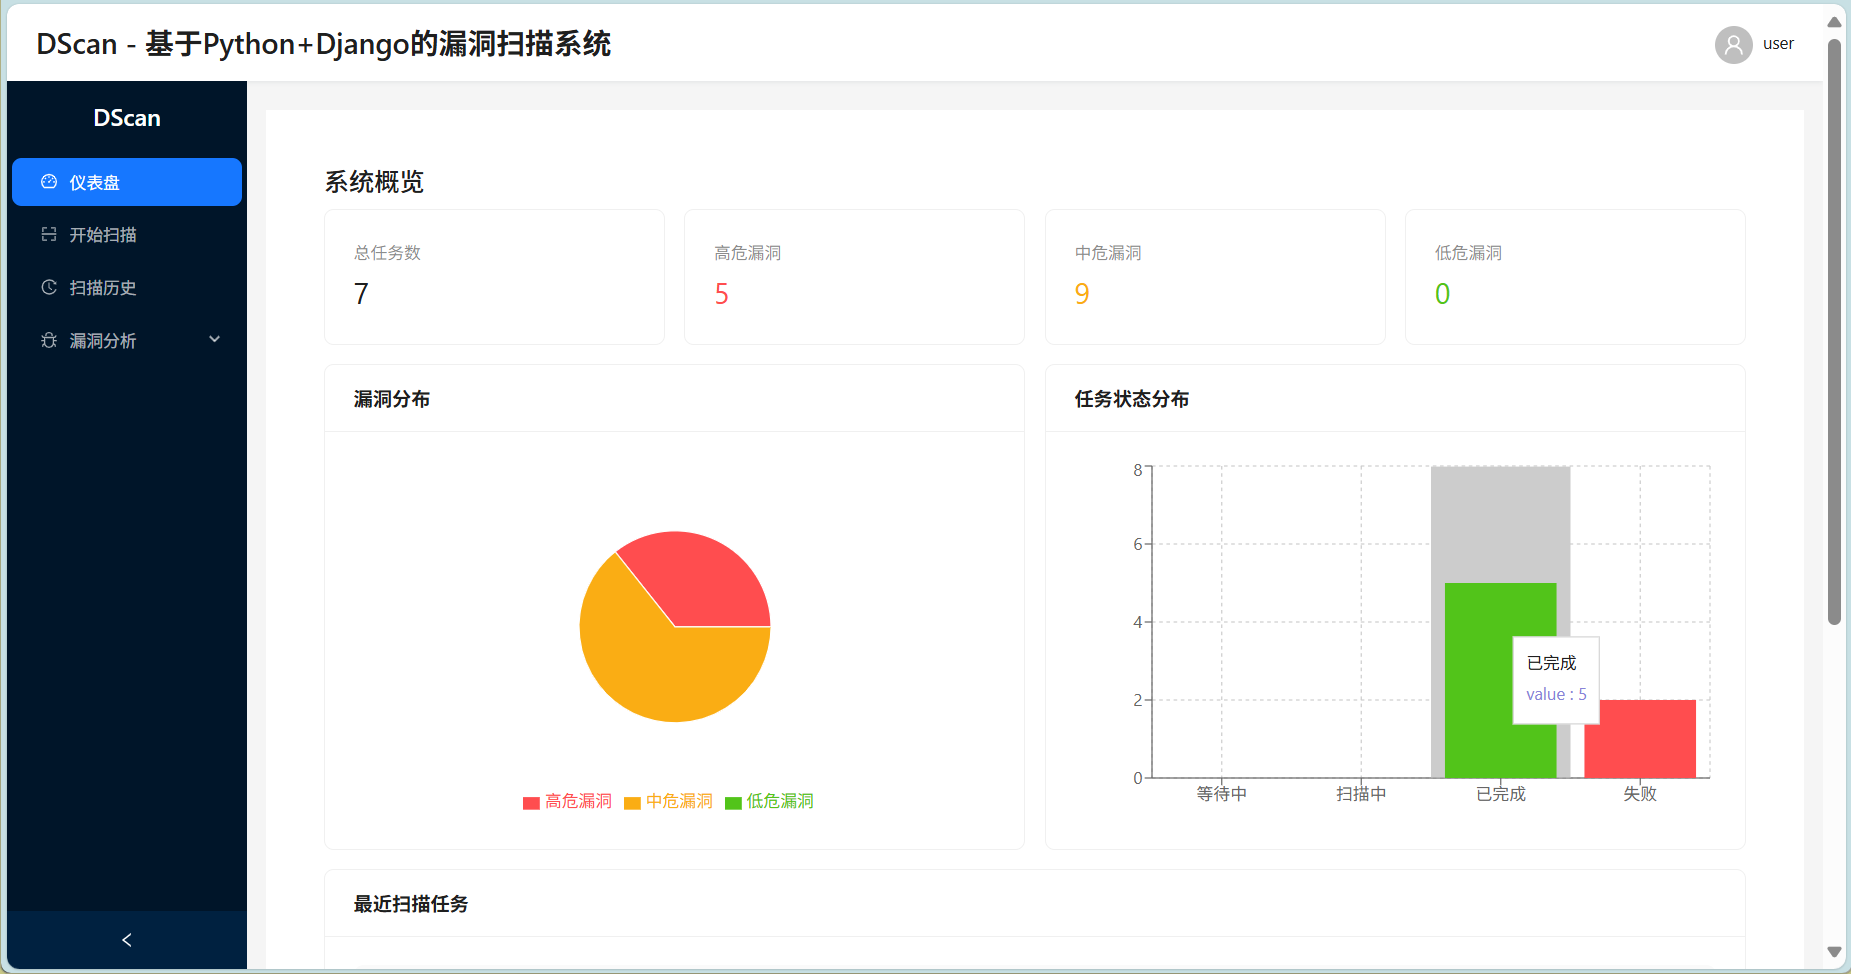 DScan - 基于Python+Django的漏洞扫描系统
user
DScan
仪表盘
开始扫描
扫描历史
漏洞分析
系统概览
总任务数
7
高危漏洞
5
中危漏洞
9
低危漏洞
0
漏洞分布
高危漏洞 中危漏洞 低危漏洞
任务状态分布
8
6
4
2
0
已完成
value : 5
等待中 扫描中 已完成 失败
最近扫描任务